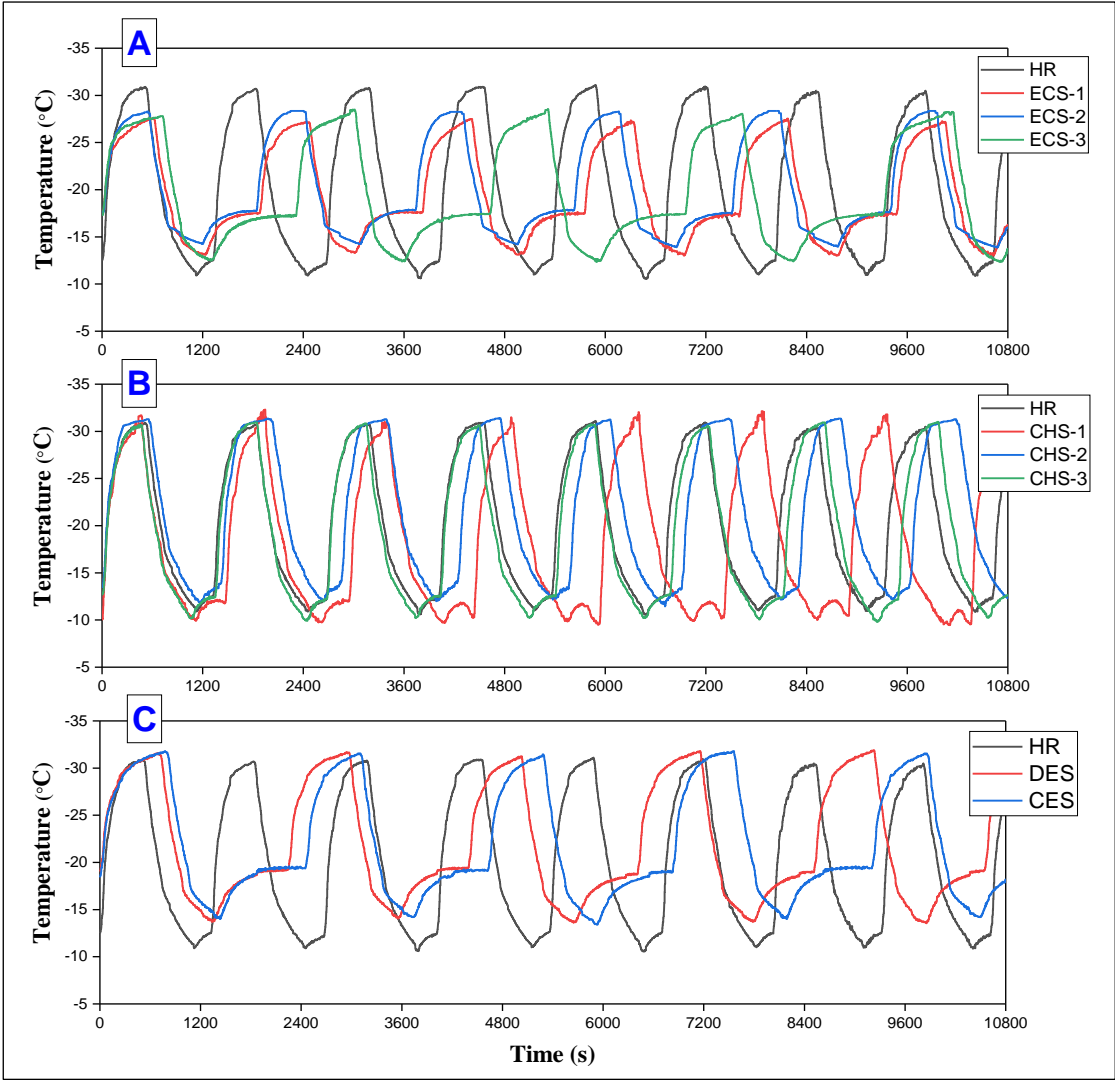 A
-35
-30
-25
-20
-15
-10
-5
Temperature (°C)
0 1200 2400 3600 4800 6000 7200 8400 9600 10800
HR
ECS-1
ECS-2
ECS-3
B
-35
-30
-25
-20
-15
-10
-5
Temperature (°C)
0 1200 2400 3600 4800 6000 7200 8400 9600 10800
HR
CHS-1
CHS-2
CHS-3
C
-35
-30
-25
-20
-15
-10
-5
Temperature (°C)
0 1200 2400 3600 4800 6000 7200 8400 9600 10800
HR
DES
CES
Time (s)